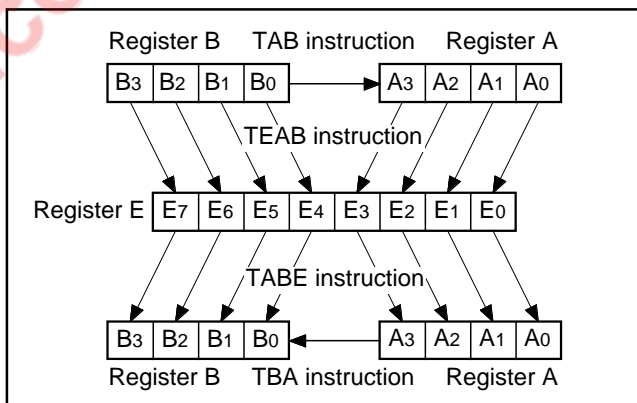 Register B TAB instruction Register A
B3 B2 B1 B0 A3 A2 A1 A0
TEAB instruction
Register E E7 E6 E5 E4 E3 E2 E1 E0
TABE instruction
B3 B2 B1 B0 A3 A2 A1 A0
Register B TBA instruction Register A